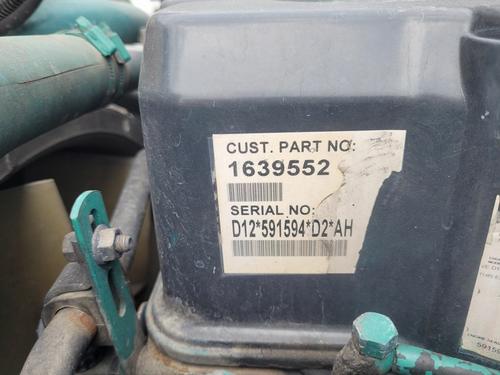 CUST. PART NO:
1639552
SERIAL NO:
D12*591594*D2*AH